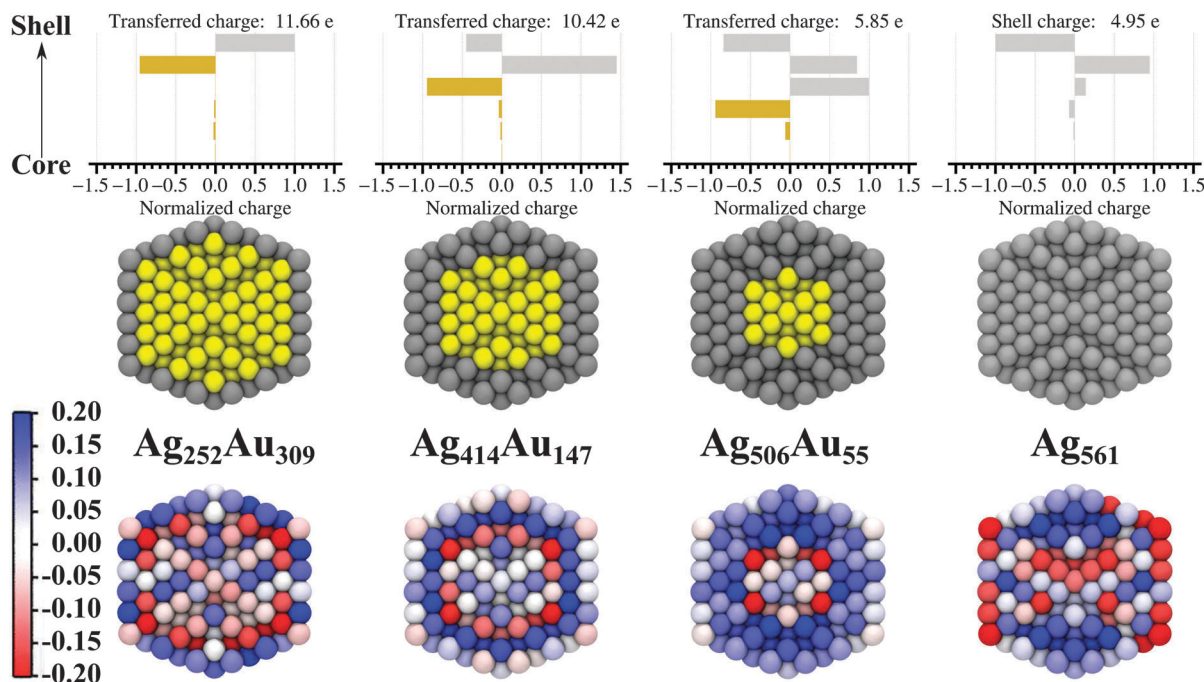 Shell
Core
Transferred charge: 11.66 e
Transferred charge: 10.42 e
Transferred charge: 5.85 e
Shell charge: 4.95 e
−1.5 −1.0 −0.5 0.0 0.5 1.0 1.5
−1.5 −1.0 −0.5 0.0 0.5 1.0 1.5
−1.5 −1.0 −0.5 0.0 0.5 1.0 1.5
−1.5 −1.0 −0.5 0.0 0.5 1.0 1.5
Normalized charge
Normalized charge
Normalized charge
Normalized charge
Ag₂₅₂Au₃₀₉
Ag₄₁₄Au₁₄₇
Ag₅₀₆Au₅₅
Ag₅₆₁
0.20
0.15
0.10
0.05
0.00
-0.05
-0.10
-0.15
-0.20